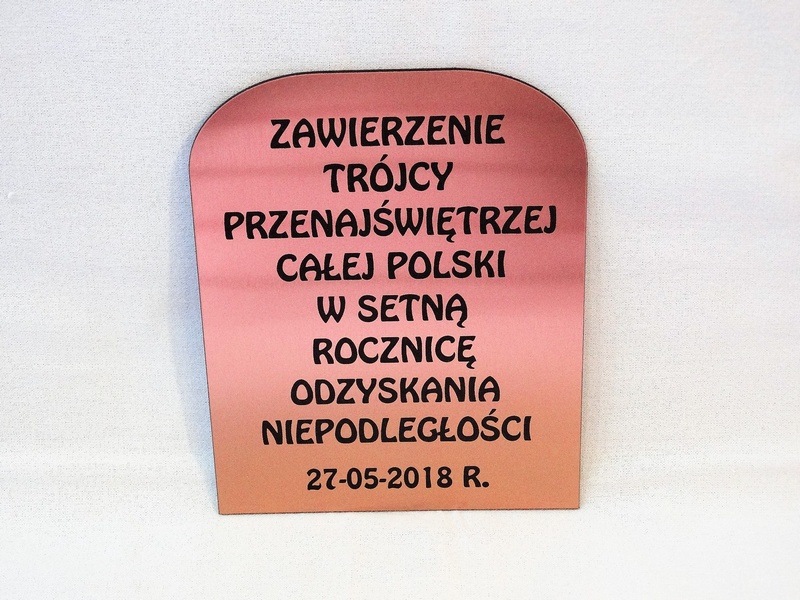 ZAWIERZENIE
TRÓJCY
PRZENAJŚWIĘTRZEJ
CAŁEJ POLSKI
W SETNĄ
ROCZNICĘ
ODZYSKANIA
NIEPODLEGŁOŚCI
27-05-2018 R.